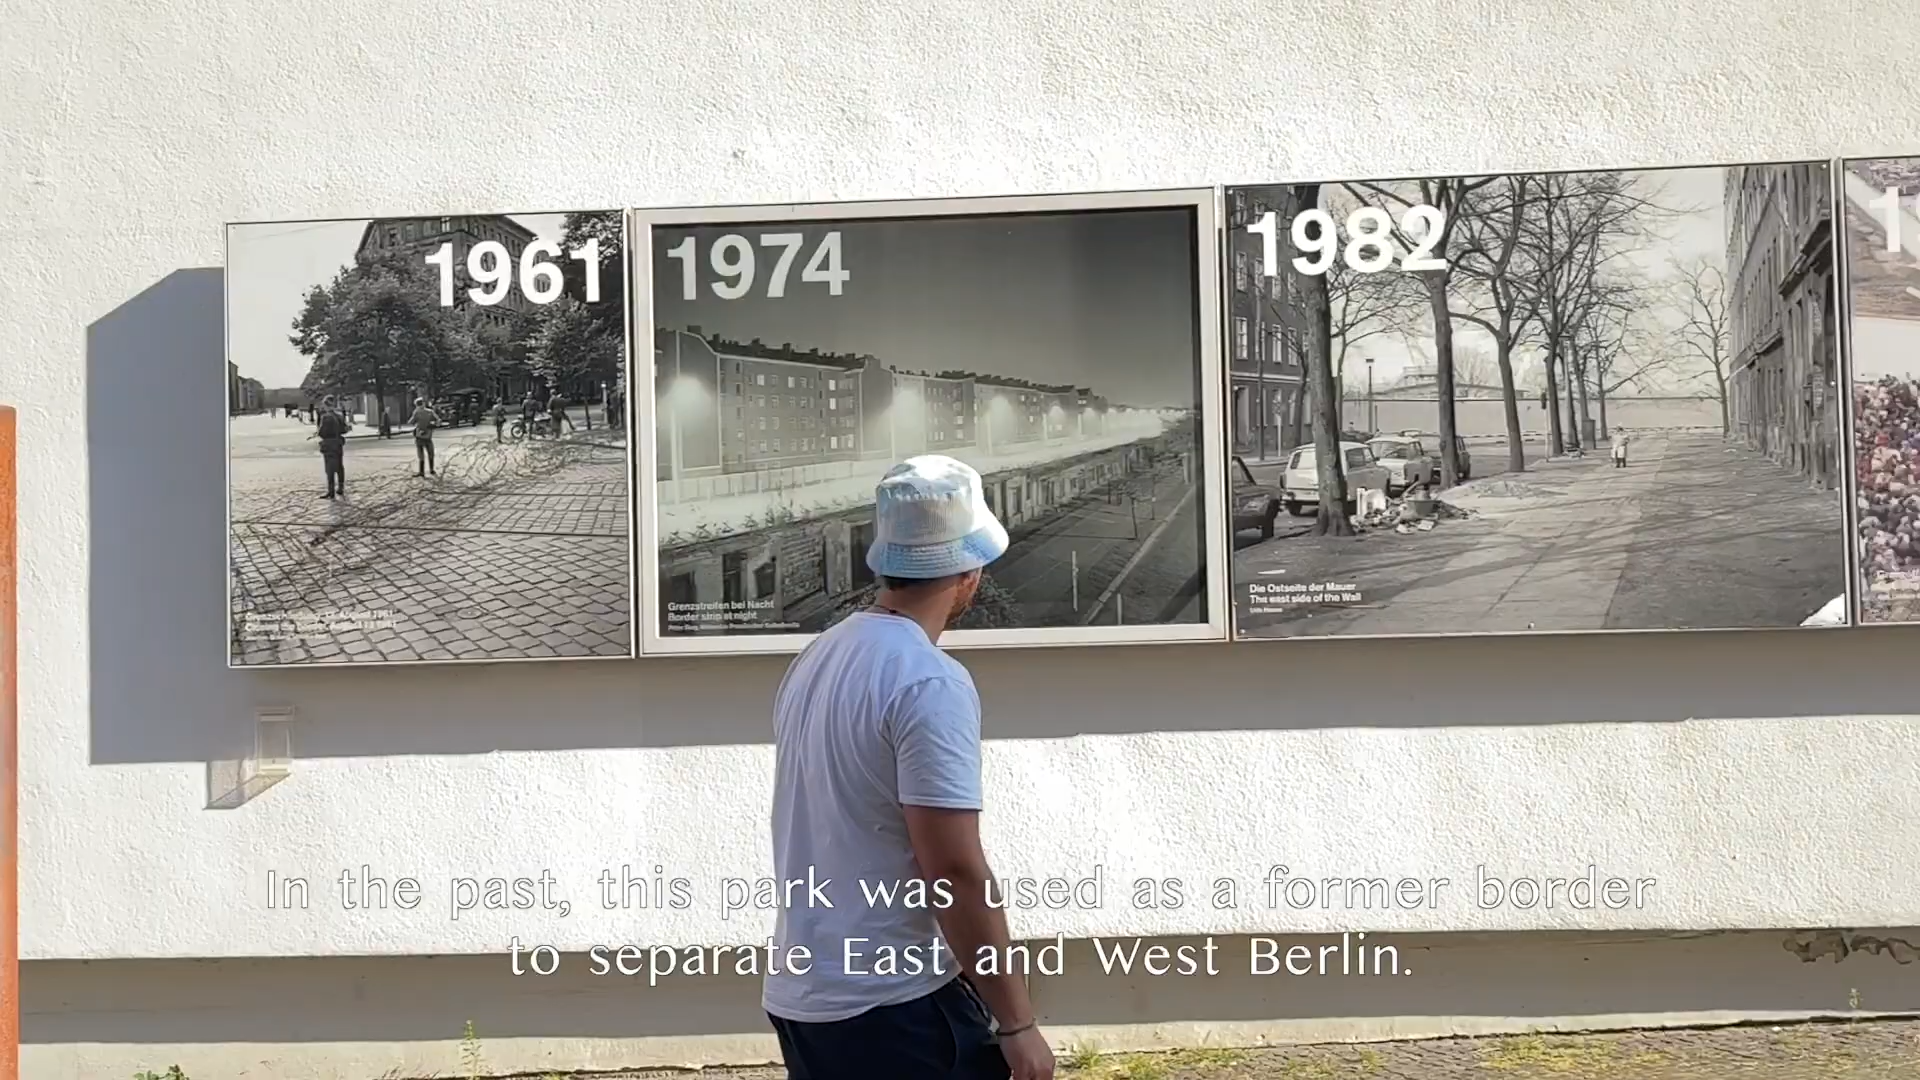 1961
1974
1982
Grenzstreifen bei Nacht
Border strip at night
Die Ostseite der Mauer
The east side of the Wall
In the past, this park was used as a former border
to separate East and West Berlin.